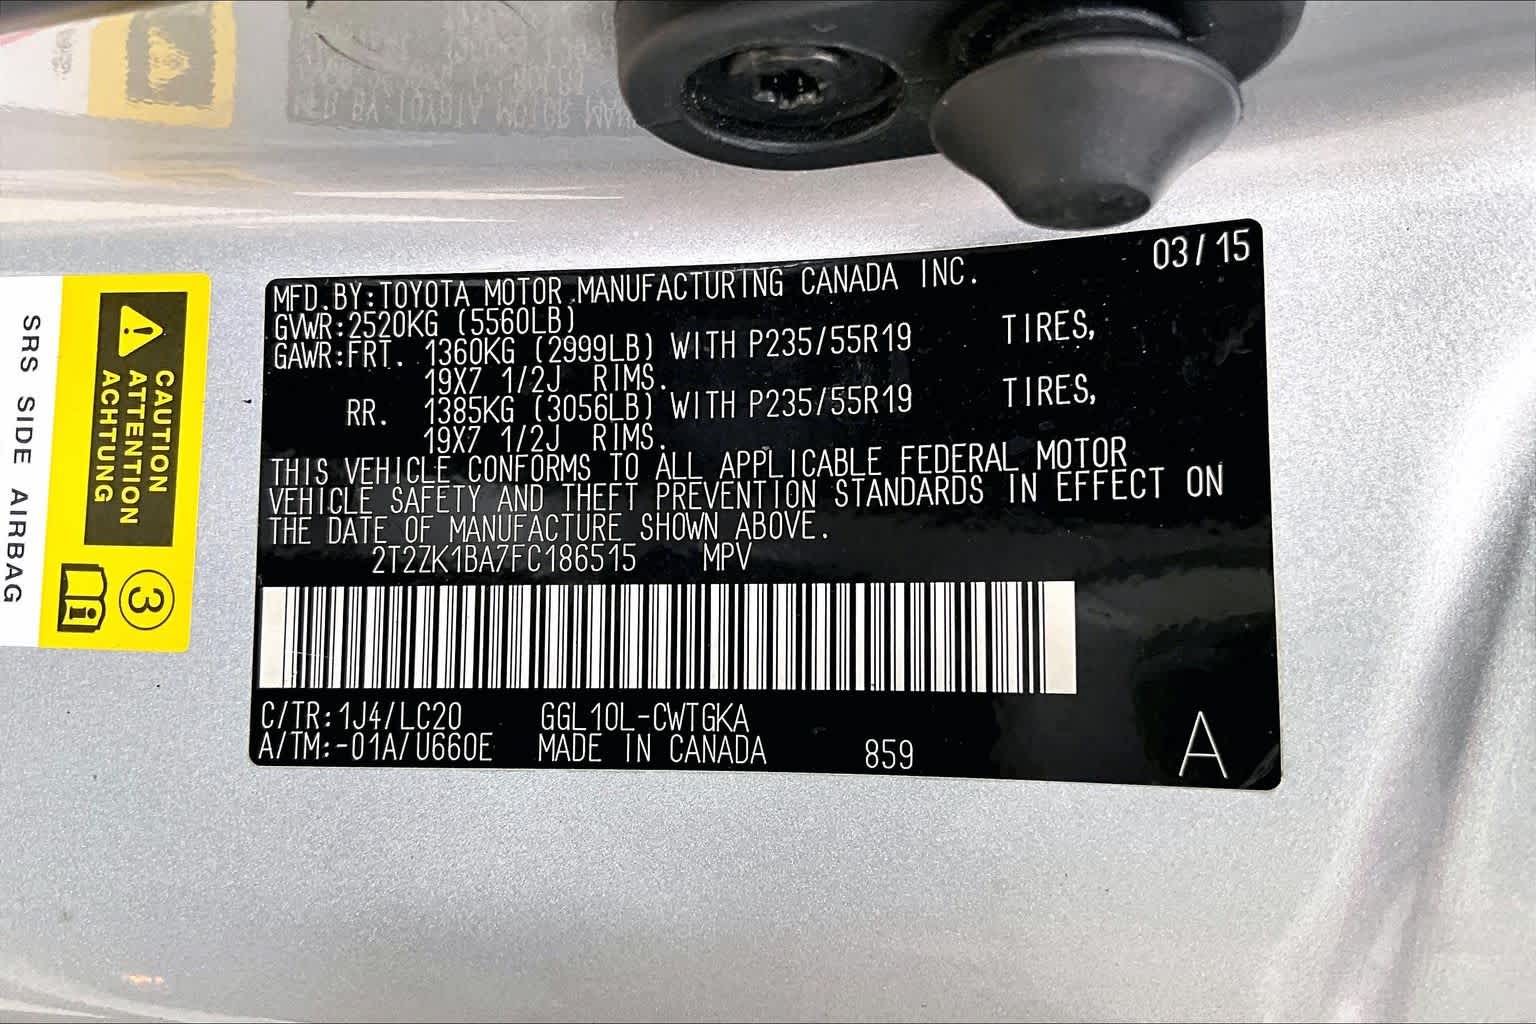 03/15
MFD.BY:TOYOTA MOTOR MANUFACTURING CANADA INC.
GVWR:2520KG (5560LB)
GAWR:FRT. 1360KG (2999LB) WITH P235/55R19 TIRES,
19X7 1/2J RIMS.
RR. 1385KG (3056LB) WITH P235/55R19 TIRES,
19X7 1/2J RIMS.
THIS VEHICLE CONFORMS TO ALL APPLICABLE FEDERAL MOTOR
VEHICLE SAFETY AND THEFT PREVENTION STANDARDS IN EFFECT ON
THE DATE OF MANUFACTURE SHOWN ABOVE.
2T2ZK1BA7FC186515 MPV
C/TR:1J4/LC20 GGL10L-CWTGKA
A/TM:-01A/U660E MADE IN CANADA 859 A
CAUTION
ATTENTION
ACHTUNG
3
SRS SIDE AIRBAG